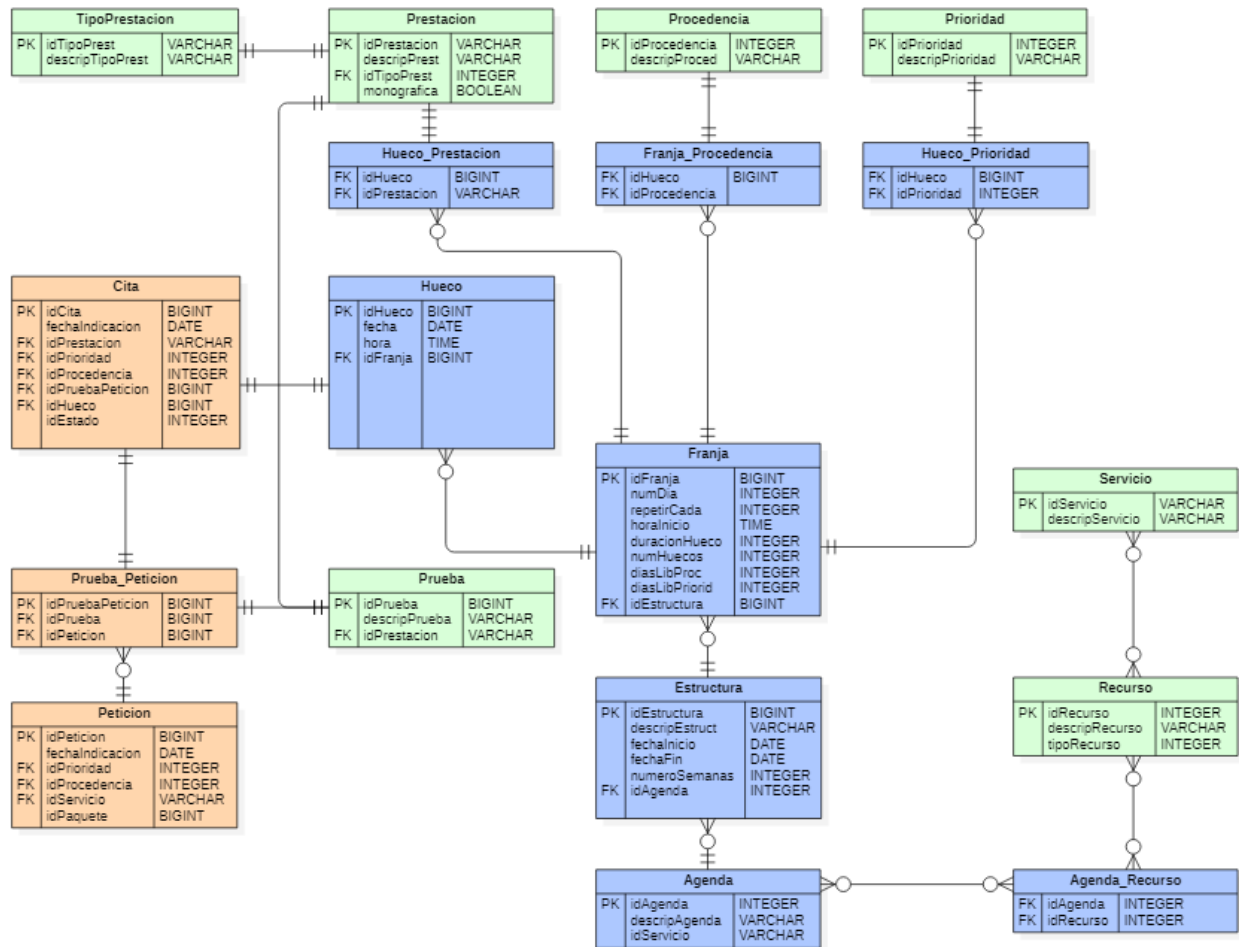 TipoPrestacion
PK idTipoPrest VARCHAR
descripTipoPrest VARCHAR
Prestacion
PK idPrestacion VARCHAR
descripPrest VARCHAR
FK idTipoPrest INTEGER
monografica BOOLEAN
Procedencia
PK idProcedencia INTEGER
descripProced VARCHAR
Prioridad
PK idPrioridad INTEGER
descripPrioridad VARCHAR
Hueco_Prestacion
FK idHueco BIGINT
FK idPrestacion VARCHAR
Franja_Procedencia
FK idHueco BIGINT
FK idProcedencia
Hueco_Prioridad
FK idHueco BIGINT
FK idPrioridad INTEGER
Cita
PK idCita BIGINT
fechaIndicacion DATE
FK idPrestacion VARCHAR
FK idPrioridad INTEGER
FK idProcedencia INTEGER
FK idPruebaPeticion BIGINT
FK idHueco BIGINT
idEstado INTEGER
Hueco
PK idHueco BIGINT
fecha DATE
hora TIME
FK idFranja BIGINT
Franja
PK idFranja BIGINT
numDia INTEGER
repetirCada INTEGER
horaInicio TIME
duracionHueco INTEGER
numHuecos INTEGER
diasLibProc INTEGER
diasLibPriorid INTEGER
FK idEstructura BIGINT
Servicio
PK idServicio VARCHAR
descripServicio VARCHAR
Prueba_Peticion
PK idPruebaPeticion BIGINT
FK idPrueba BIGINT
FK idPeticion BIGINT
Prueba
PK idPrueba BIGINT
descripPrueba VARCHAR
FK idPrestacion VARCHAR
Peticion
PK idPeticion BIGINT
fechaIndicacion DATE
FK idPrioridad INTEGER
FK idProcedencia INTEGER
FK idServicio VARCHAR
idPaquete BIGINT
Estructura
PK idEstructura BIGINT
descripEstruct VARCHAR
fechaInicio DATE
fechaFin DATE
numeroSemanas INTEGER
FK idAgenda INTEGER
Recurso
PK idRecurso INTEGER
descripRecurso VARCHAR
tipoRecurso INTEGER
Agenda
PK idAgenda INTEGER
descripAgenda VARCHAR
idServicio VARCHAR
Agenda_Recurso
FK idAgenda INTEGER
FK idRecurso INTEGER